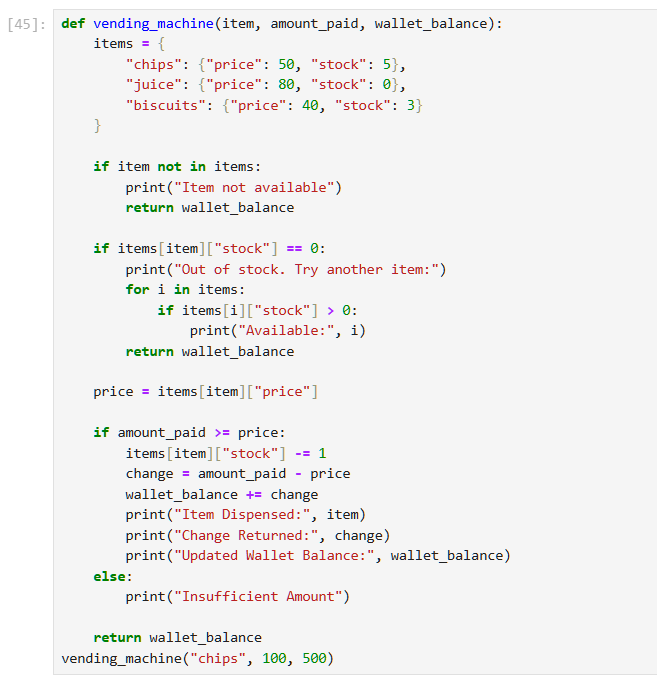 [45]: def vending_machine(item, amount_paid, wallet_balance):
    items = {
        "chips": {"price": 50, "stock": 5},
        "juice": {"price": 80, "stock": 0},
        "biscuits": {"price": 40, "stock": 3}
    }

    if item not in items:
        print("Item not available")
        return wallet_balance

    if items[item]["stock"] == 0:
        print("Out of stock. Try another item:")
        for i in items:
            if items[i]["stock"] > 0:
                print("Available:", i)
        return wallet_balance

    price = items[item]["price"]

    if amount_paid >= price:
        items[item]["stock"] -= 1
        change = amount_paid - price
        wallet_balance += change
        print("Item Dispensed:", item)
        print("Change Returned:", change)
        print("Updated Wallet Balance:", wallet_balance)
    else:
        print("Insufficient Amount")

    return wallet_balance
vending_machine("chips", 100, 500)